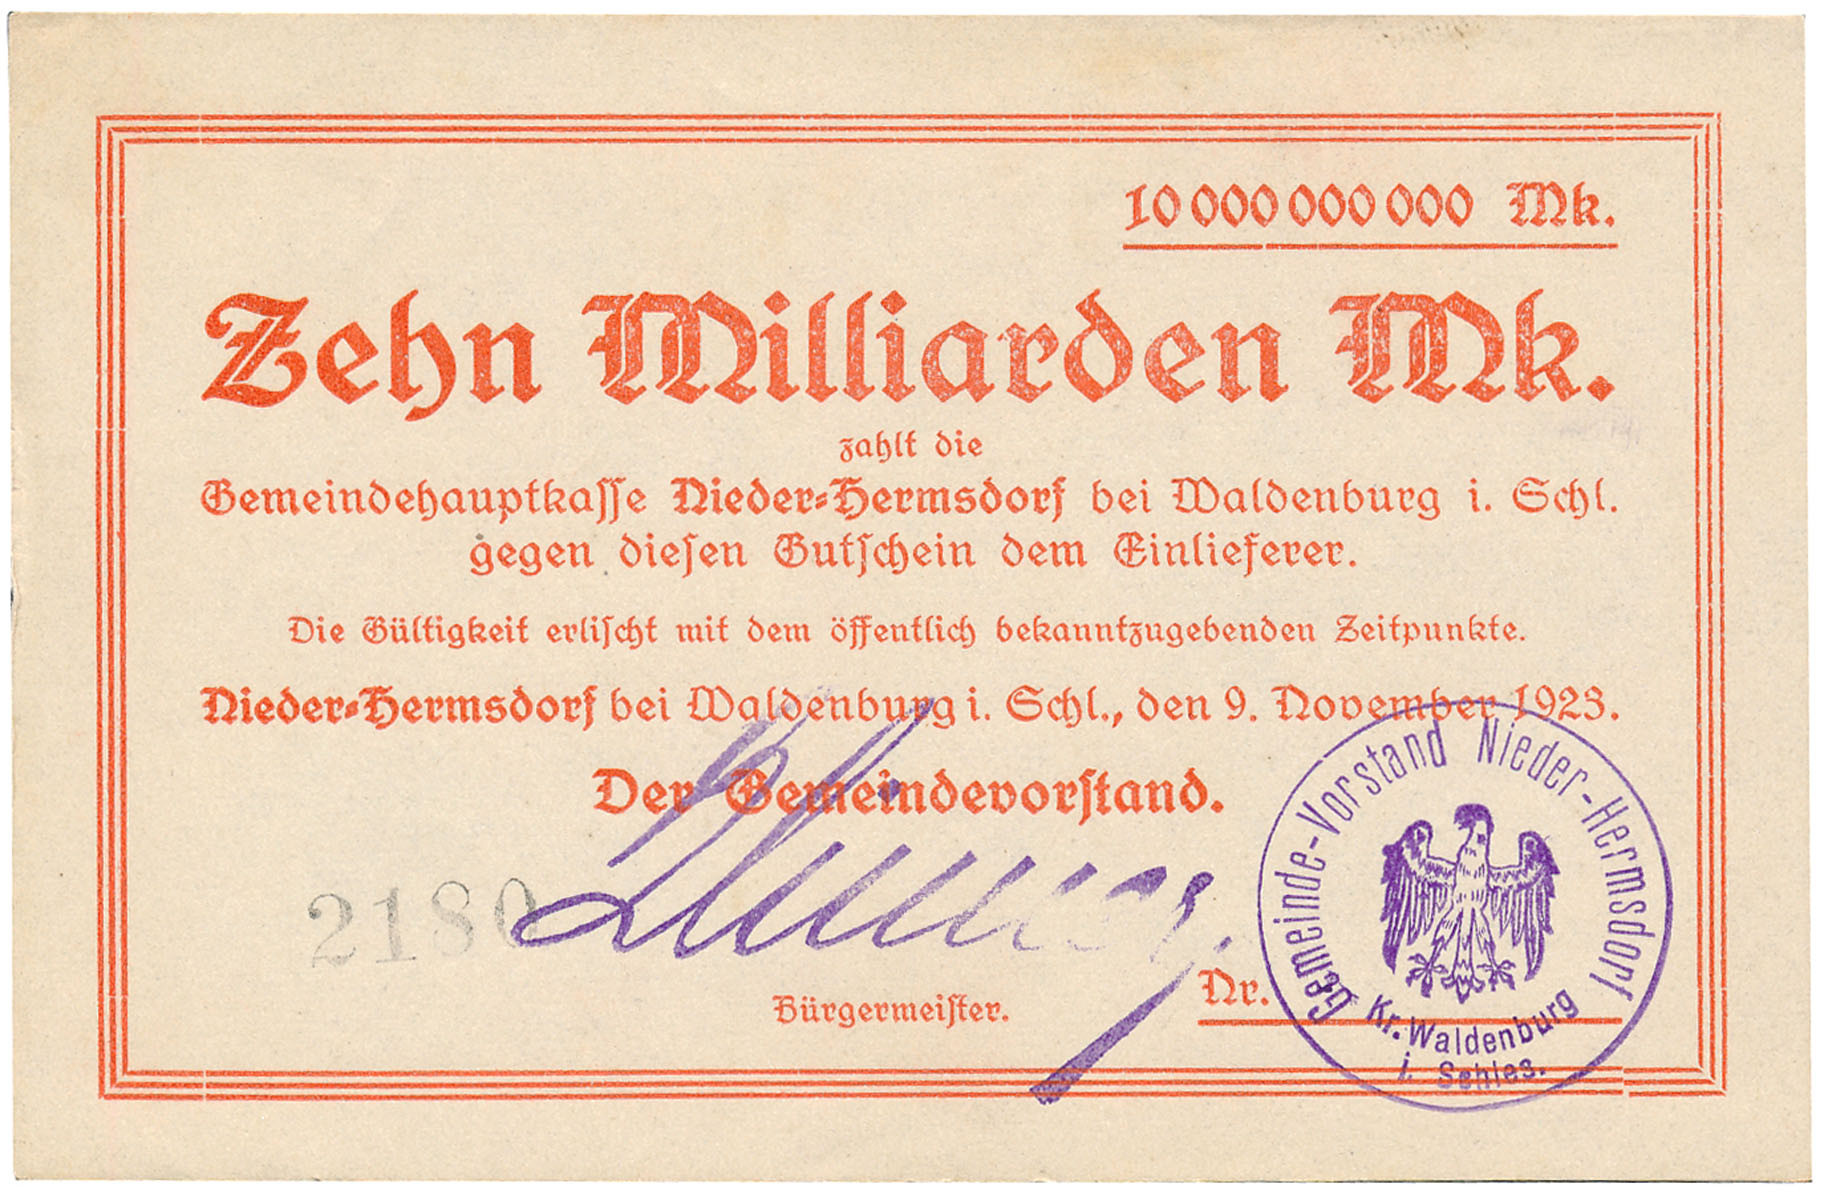 10 000 000 000 Mk.
Zehn Milliarden Mk.
zahlt die
Gemeindehauptkasse Nieder-Hermsdorf bei Waldenburg i. Schl.
gegen diesen Gutschein dem Einlieferer.
Die Gültigkeit erlischt mit dem öffentlich bekanntzugebenden Zeitpunkte.
Nieder-Hermsdorf bei Waldenburg i. Schl., den 9. November 1923.
Der Gemeindevorstand.
2180
Bürgermeister.
Nr.
Gemeinde-Vorstand Nieder-Hermsdorf
Kr. Waldenburg
i. Schles.